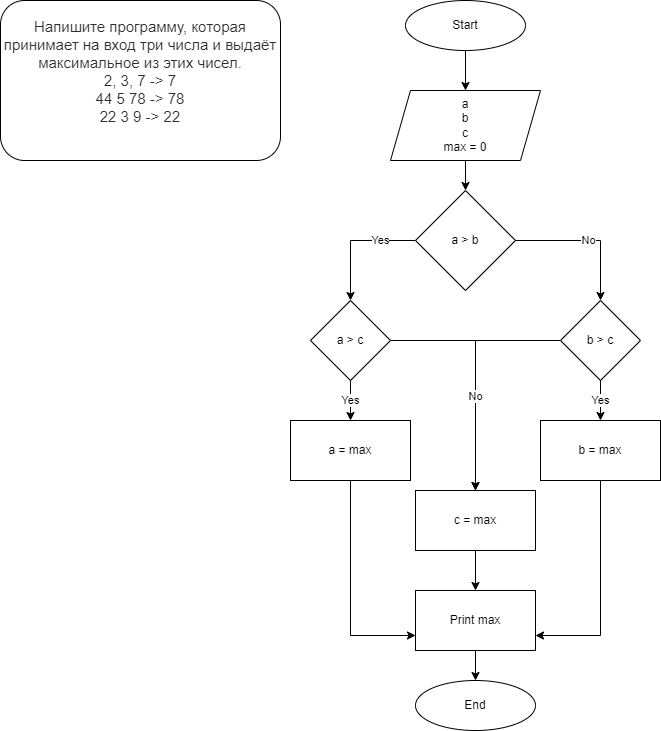 Напишите программу, которая
принимает на вход три числа и выдаёт
максимальное из этих чисел.
2, 3, 7 -> 7
44 5 78 -> 78
22 3 9 -> 22
Start
a
b
c
max = 0
a > b
Yes
No
a > c
b > c
Yes
No
Yes
a = max
b = max
c = max
Print max
End